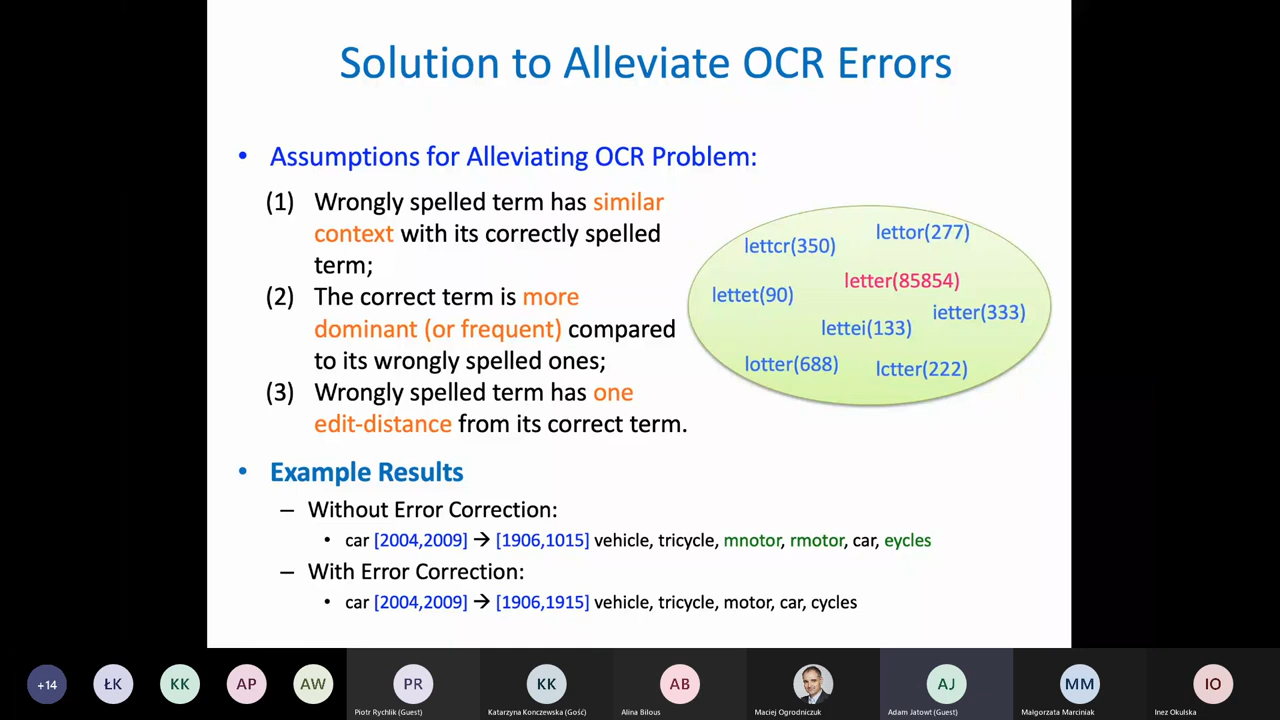 Solution to Alleviate OCR Errors
• Assumptions for Alleviating OCR Problem:
(1) Wrongly spelled term has similar
context with its correctly spelled
term;
(2) The correct term is more
dominant (or frequent) compared
to its wrongly spelled ones;
(3) Wrongly spelled term has one
edit-distance from its correct term.
lettcr(350)
lettor(277)
letter(85854)
lettet(90)
ietter(333)
lettei(133)
lotter(688)
lctter(222)
• Example Results
– Without Error Correction:
• car [2004,2009] → [1906,1015] vehicle, tricycle, mnotor, rmotor, car, eycles
– With Error Correction:
• car [2004,2009] → [1906,1915] vehicle, tricycle, motor, car, cycles
+14
ŁK
KK
AP
AW
PR
Piotr Rychlik (Guest)
KK
Katarzyna Konczewska (Gość)
AB
Alina Bilous
Maciej Ogrodniczuk
AJ
Adam Jatowt (Guest)
MM
Małgorzata Marciniak
IO
Inez Okulska